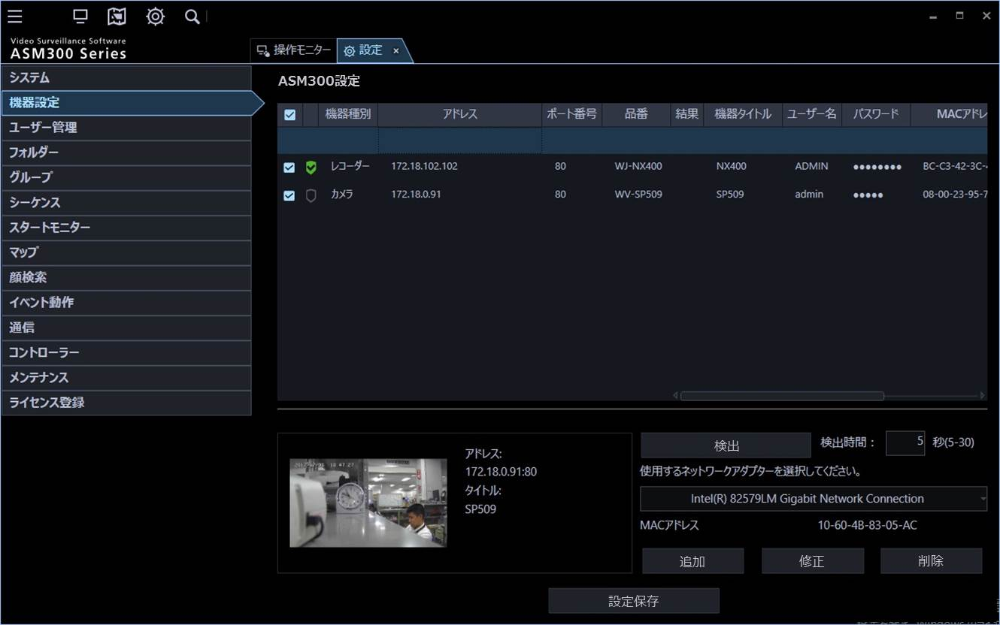 Video Surveillance Software
ASM300 Series
操作モニター
設定
システム
機器設定
ユーザー管理
フォルダー
グループ
シーケンス
スタートモニター
マップ
顔検索
イベント動作
通信
コントローラー
メンテナンス
ライセンス登録
ASM300設定
機器種別 アドレス ポート番号 品番 結果 機器タイトル ユーザー名 パスワード MACアドレ
レコーダー 172.18.102.102 80 WJ-NX400 NX400 ADMIN ●●●●●●●● BC-C3-42-3C-
カメラ 172.18.0.91 80 WV-SP509 SP509 admin ●●●●● 08-00-23-95-7
アドレス:
172.18.0.91:80
タイトル:
SP509
検出 検出時間： 5 秒(5-30)
使用するネットワークアダプターを選択してください。
Intel(R) 82579LM Gigabit Network Connection
MACアドレス 10-60-4B-83-05-AC
追加 修正 削除
設定保存